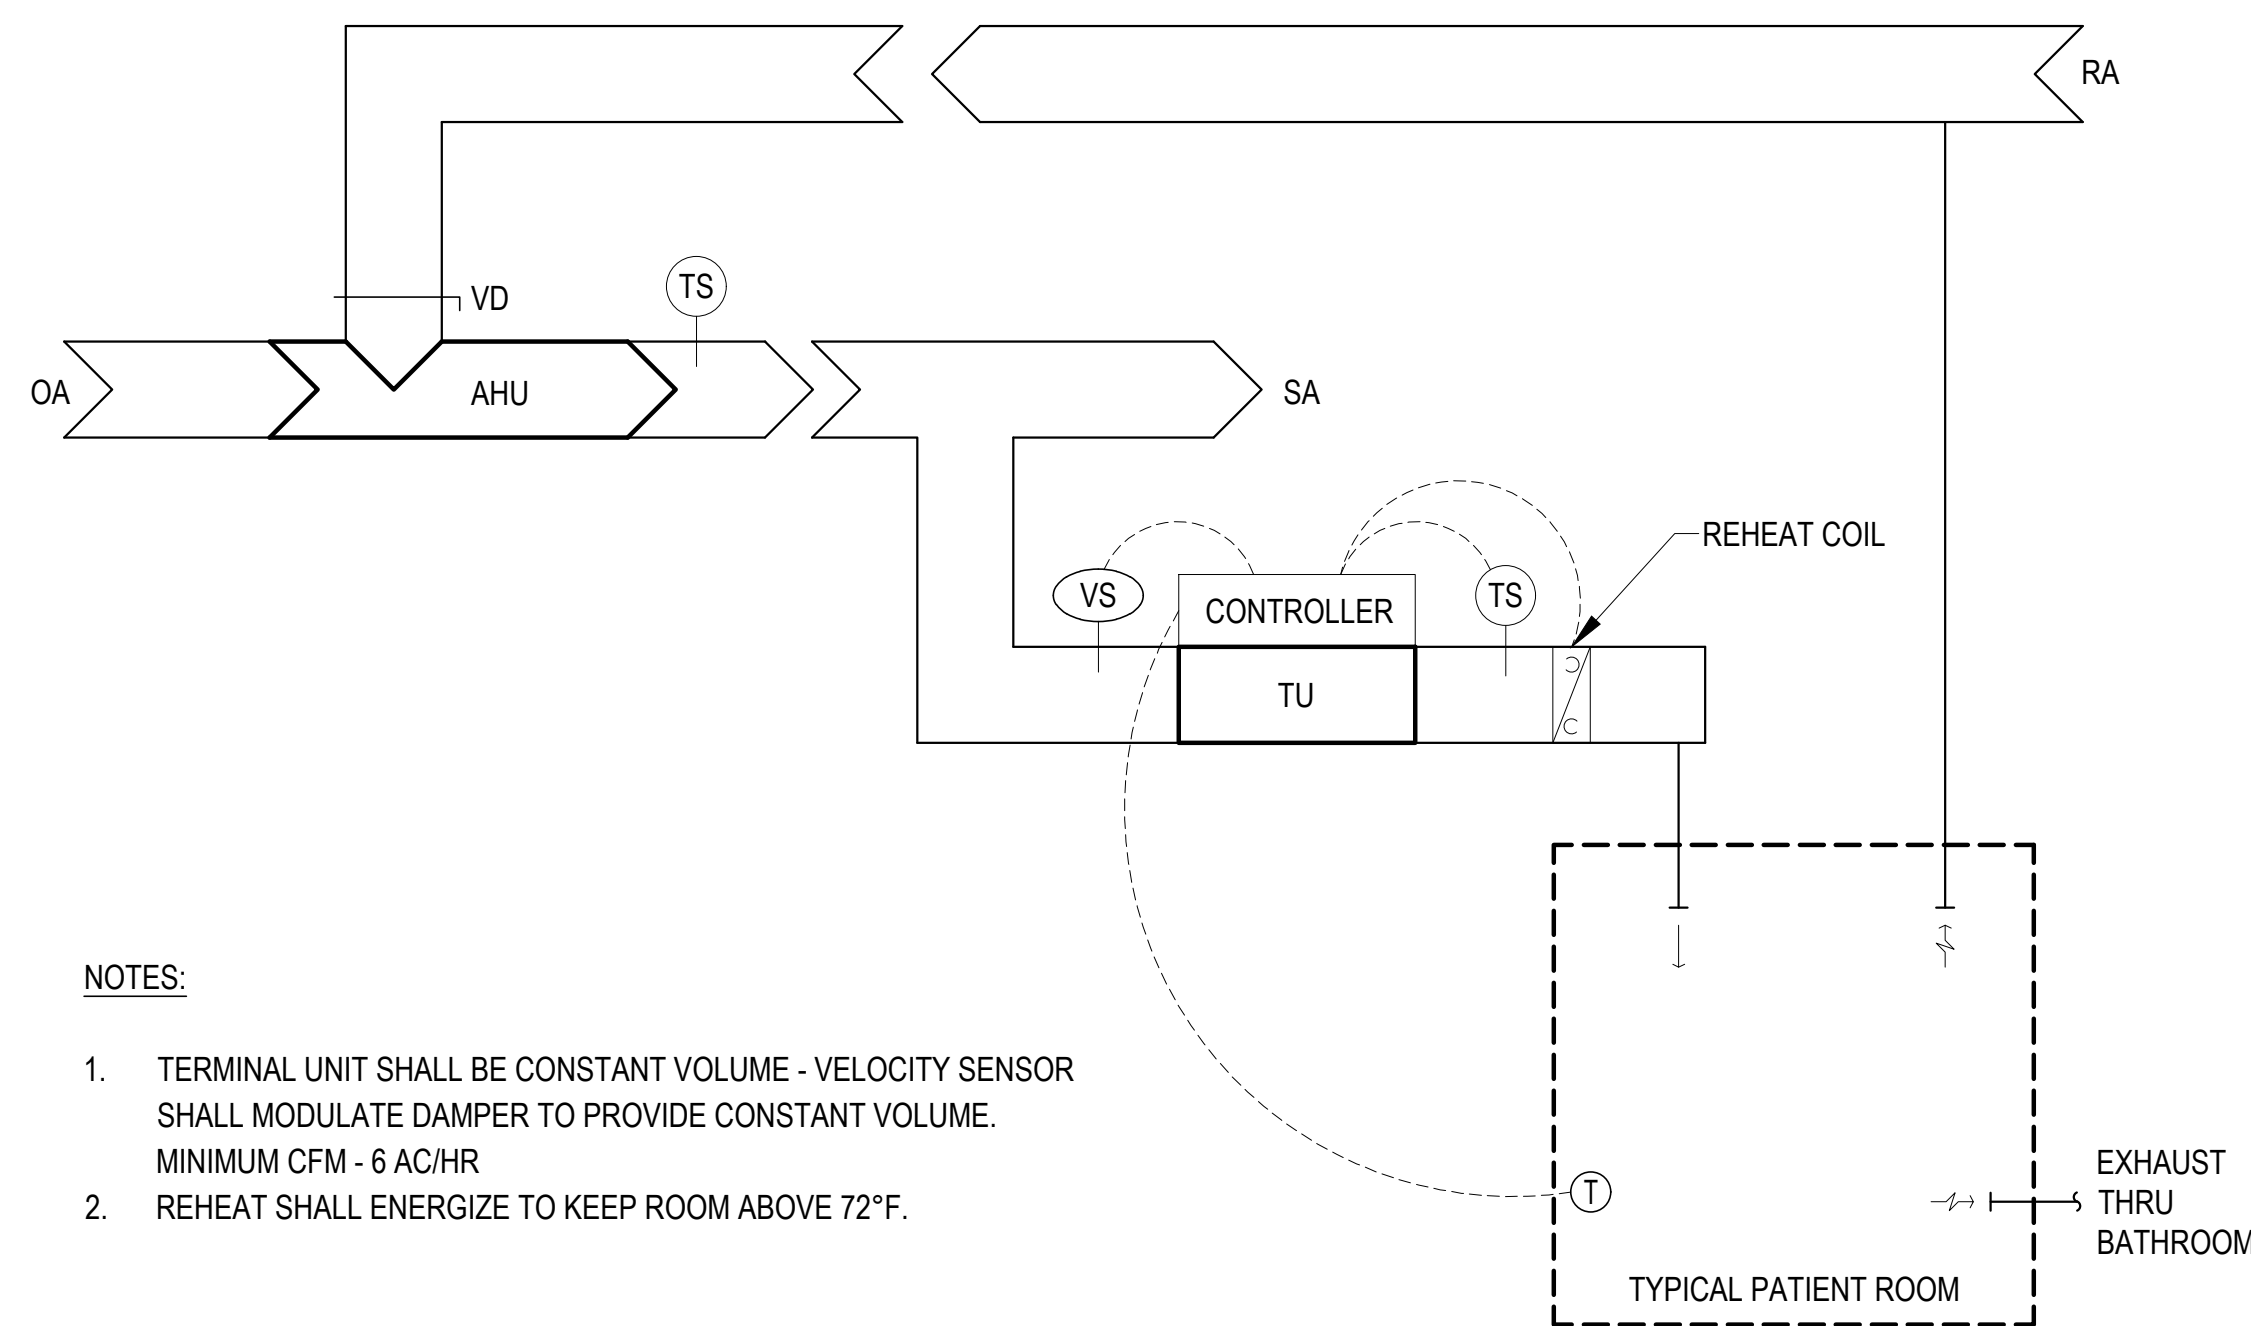 RA
VD
TS
OA
AHU
SA
REHEAT COIL
VS
CONTROLLER
TS
TU
NOTES:
1. TERMINAL UNIT SHALL BE CONSTANT VOLUME - VELOCITY SENSOR
SHALL MODULATE DAMPER TO PROVIDE CONSTANT VOLUME.
MINIMUM CFM - 6 AC/HR
2. REHEAT SHALL ENERGIZE TO KEEP ROOM ABOVE 72°F.
T
EXHAUST
THRU
BATHROOM
TYPICAL PATIENT ROOM